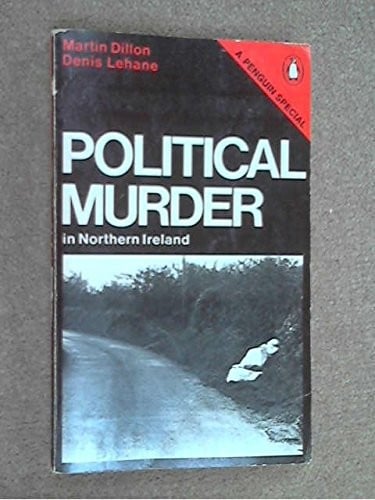 Martin Dillon
Denis Lehane
A PENGUIN SPECIAL
POLITICAL
MURDER
in Northern Ireland